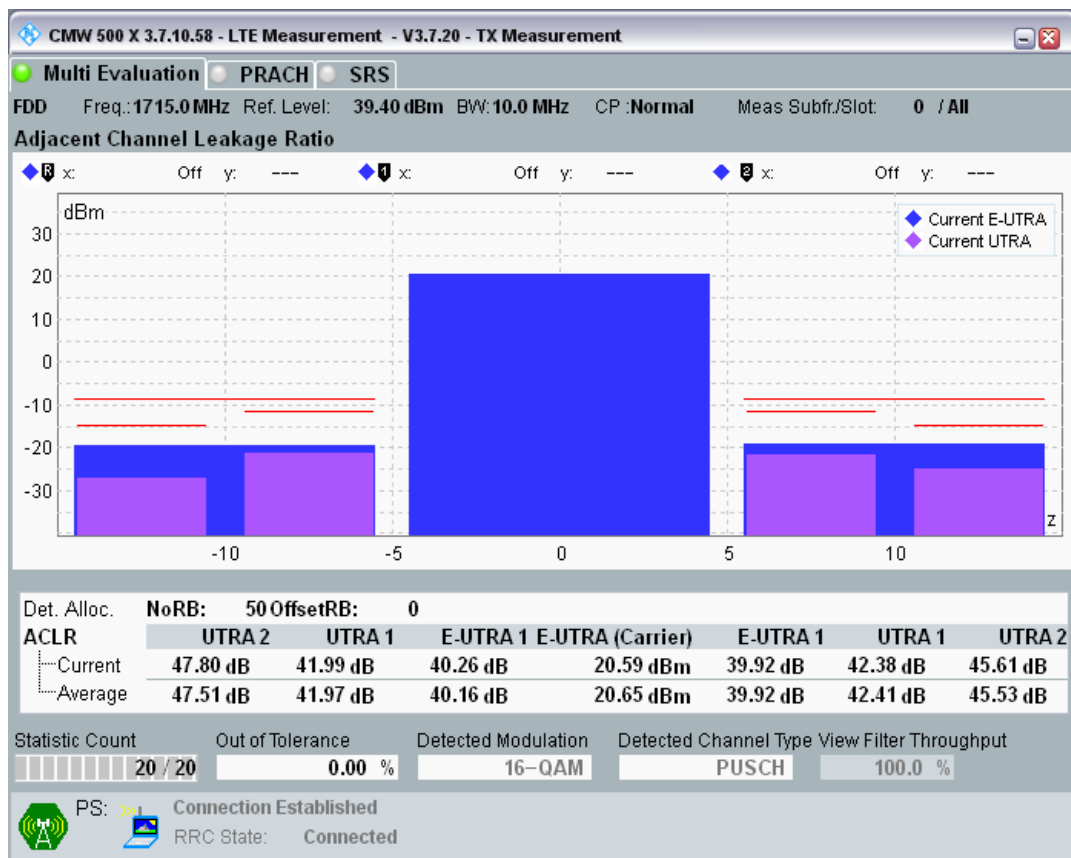 CMW 500 X 3.7.10.58 - LTE Measurement - V3.7.20 - TX Measurement
Multi Evaluation PRACH SRS
FDD Freq.:1715.0 MHz Ref. Level: 39.40 dBm BW:10.0 MHz CP :Normal Meas Subfr./Slot: 0 / All
Adjacent Channel Leakage Ratio
R x: Off y: --- 1 x: Off y: --- 2 x: Off y: ---
dBm
Current E-UTRA
Current UTRA
30
20
10
0
-10
-20
-30
z
-10 -5 0 5 10
Det. Alloc. NoRB: 50 OffsetRB: 0
ACLR UTRA 2 UTRA 1 E-UTRA 1 E-UTRA (Carrier) E-UTRA 1 UTRA 1 UTRA 2
Current 47.80 dB 41.99 dB 40.26 dB 20.59 dBm 39.92 dB 42.38 dB 45.61 dB
Average 47.51 dB 41.97 dB 40.16 dB 20.65 dBm 39.92 dB 42.41 dB 45.53 dB
Statistic Count Out of Tolerance Detected Modulation Detected Channel Type View Filter Throughput
20 / 20 0.00 % 16-QAM PUSCH 100.0 %
PS: Connection Established
RRC State: Connected